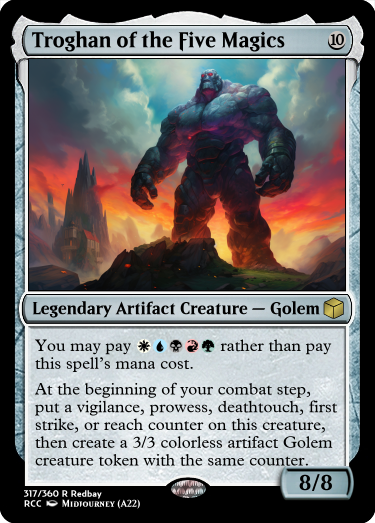 Troghan of the Five Magics 10
Legendary Artifact Creature — Golem
You may pay rather than pay
this spell's mana cost.
At the beginning of your combat step,
put a vigilance, prowess, deathtouch, first
strike, or reach counter on this creature,
then create a 3/3 colorless artifact Golem
creature token with the same counter.
8/8
317/360 R Redbay
RCC Midjourney (A22)